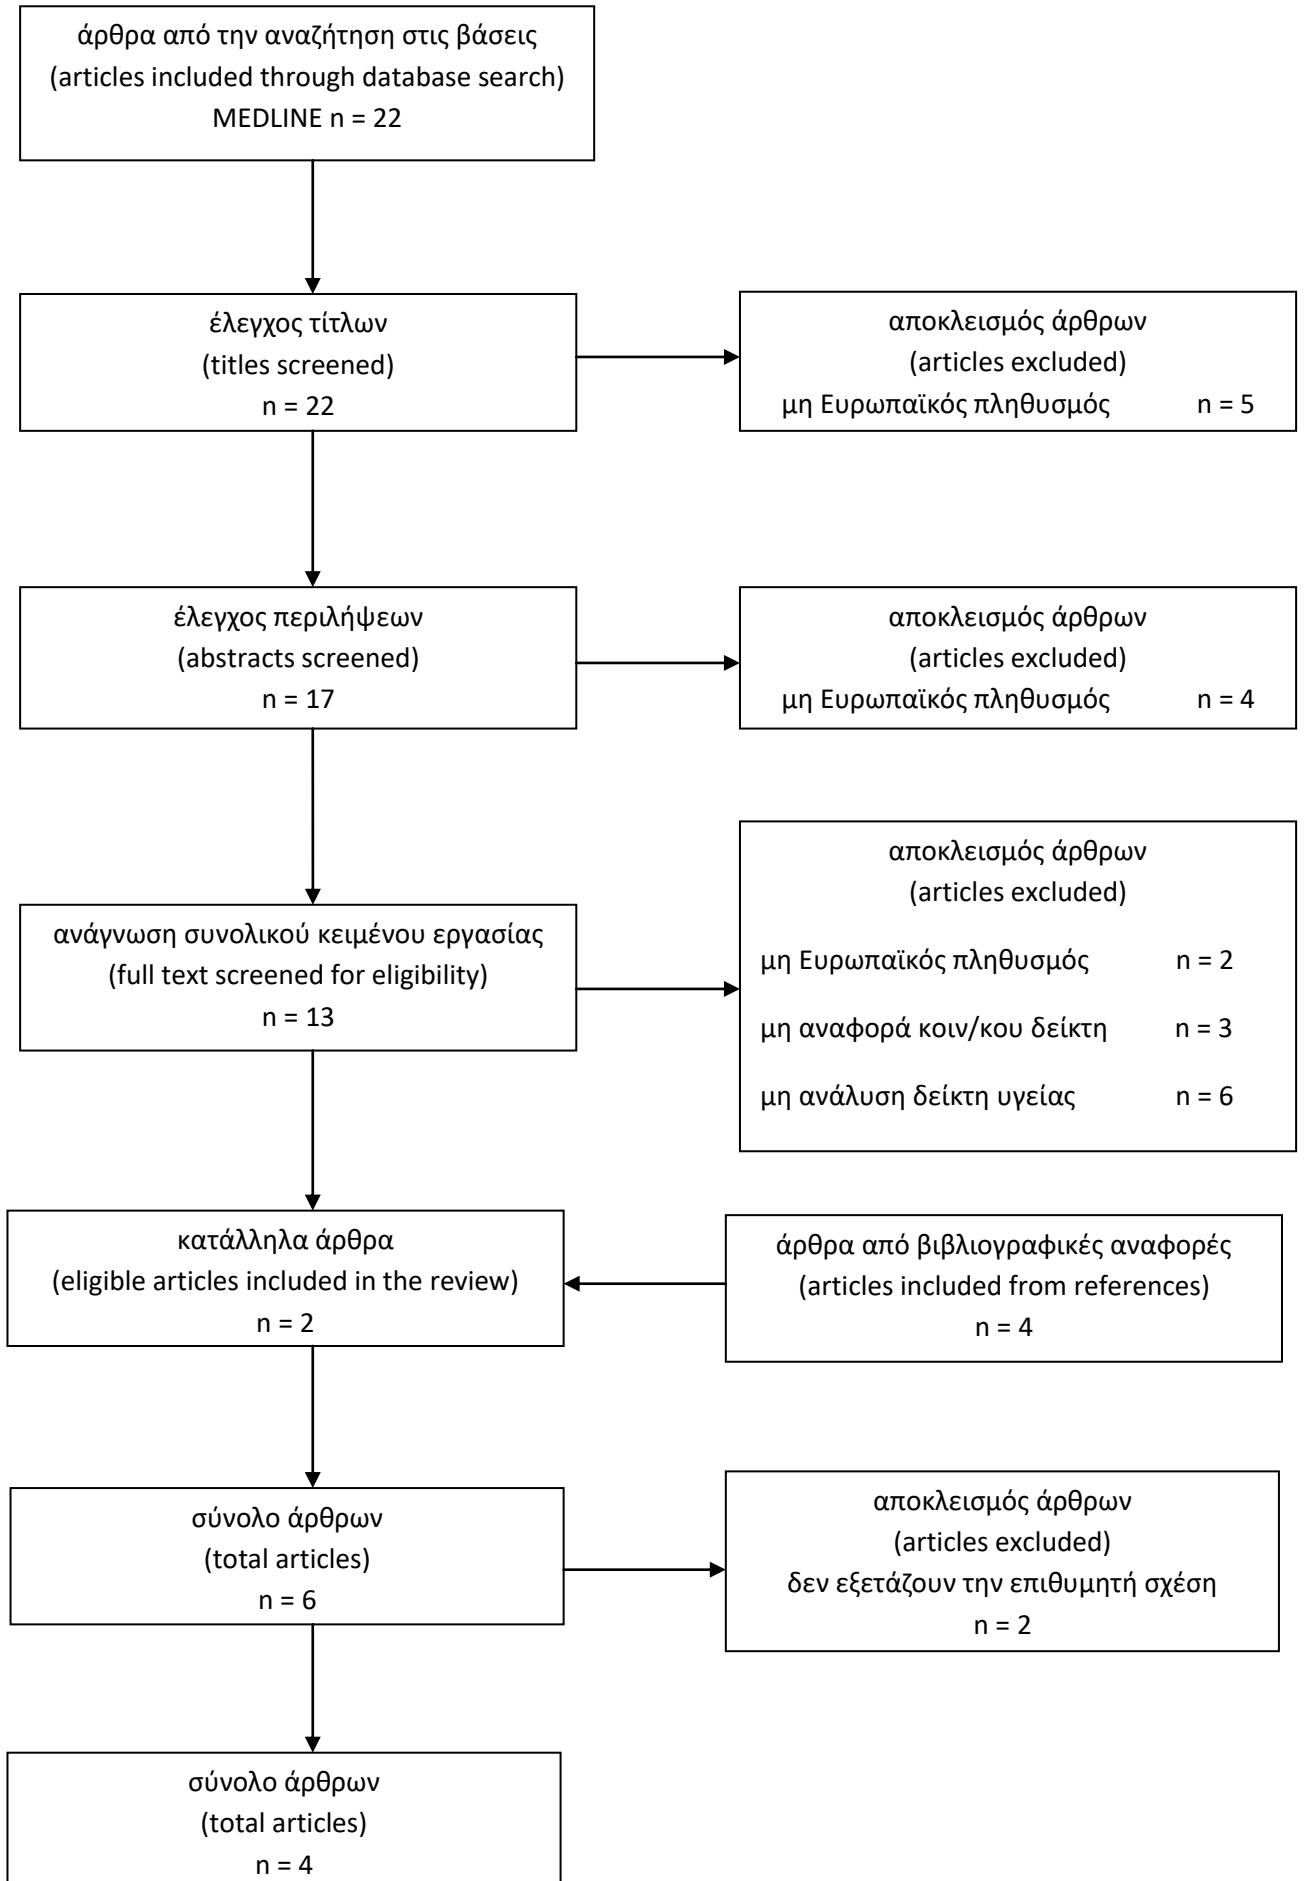 άρθρα από την αναζήτηση στις βάσεις
(articles included through database search)
MEDLINE n = 22
έλεγχος τίτλων
(titles screened)
n = 22
αποκλεισμός άρθρων
(articles excluded)
μη Ευρωπαϊκός πληθυσμός n = 5
έλεγχος περιλήψεων
(abstracts screened)
n = 17
αποκλεισμός άρθρων
(articles excluded)
μη Ευρωπαϊκός πληθυσμός n = 4
ανάγνωση συνολικού κειμένου εργασίας
(full text screened for eligibility)
n = 13
αποκλεισμός άρθρων
(articles excluded)
μη Ευρωπαϊκός πληθυσμός n = 2
μη αναφορά κοιν/κου δείκτη n = 3
μη ανάλυση δείκτη υγείας n = 6
κατάλληλα άρθρα
(eligible articles included in the review)
n = 2
άρθρα από βιβλιογραφικές αναφορές
(articles included from references)
n = 4
σύνολο άρθρων
(total articles)
n = 6
αποκλεισμός άρθρων
(articles excluded)
δεν εξετάζουν την επιθυμητή σχέση
n = 2
σύνολο άρθρων
(total articles)
n = 4